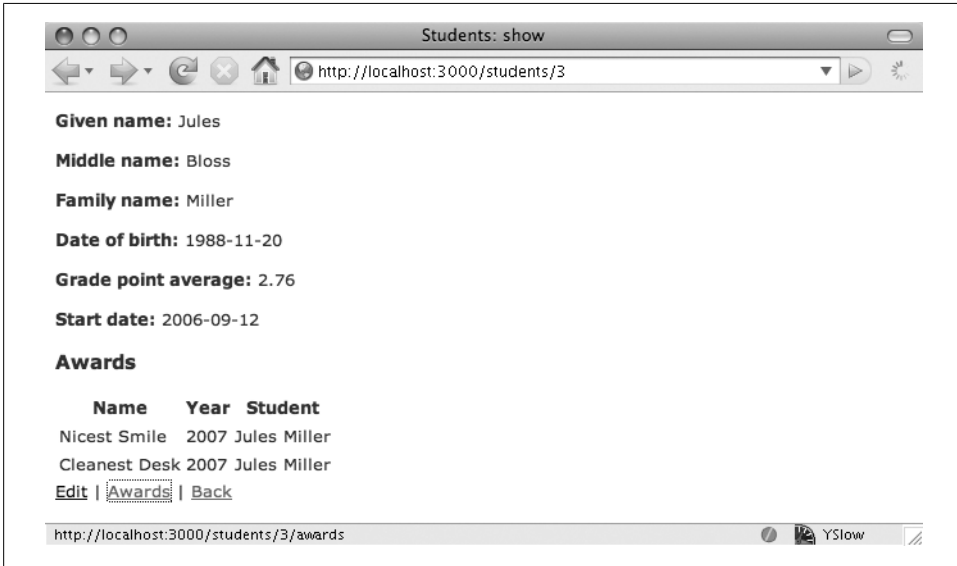 Students: show
http://localhost:3000/students/3
Given name: Jules
Middle name: Bloss
Family name: Miller
Date of birth: 1988-11-20
Grade point average: 2.76
Start date: 2006-09-12
Awards
Name Year Student
Nicest Smile 2007 Jules Miller
Cleanest Desk 2007 Jules Miller
Edit | Awards | Back
http://localhost:3000/students/3/awards YSlow